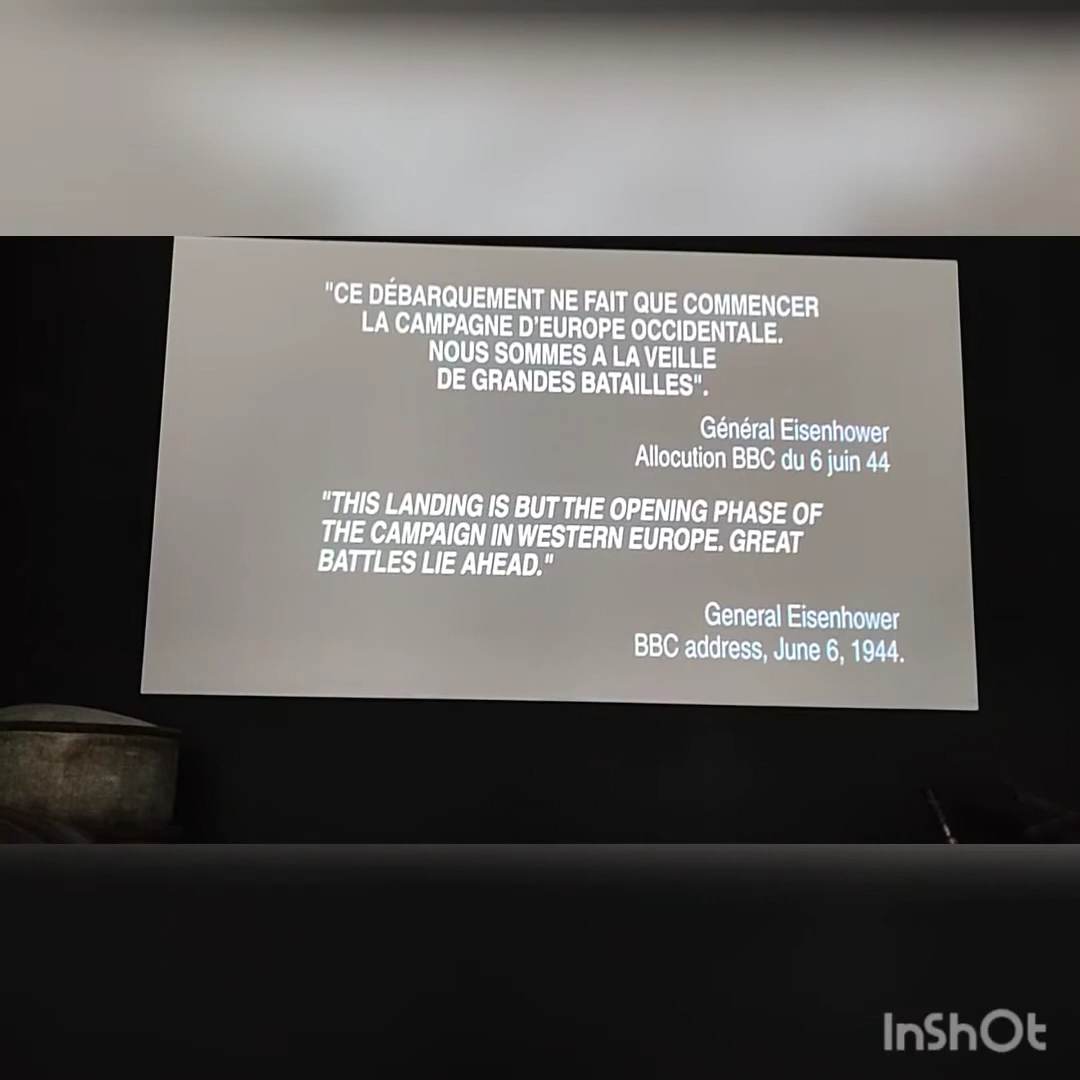 "CE DÉBARQUEMENT NE FAIT QUE COMMENCER
LA CAMPAGNE D'EUROPE OCCIDENTALE.
NOUS SOMMES A LA VEILLE
DE GRANDES BATAILLES".
Général Eisenhower
Allocution BBC du 6 juin 44
"THIS LANDING IS BUT THE OPENING PHASE OF
THE CAMPAIGN IN WESTERN EUROPE. GREAT
BATTLES LIE AHEAD."
General Eisenhower
BBC address, June 6, 1944.
InShOt